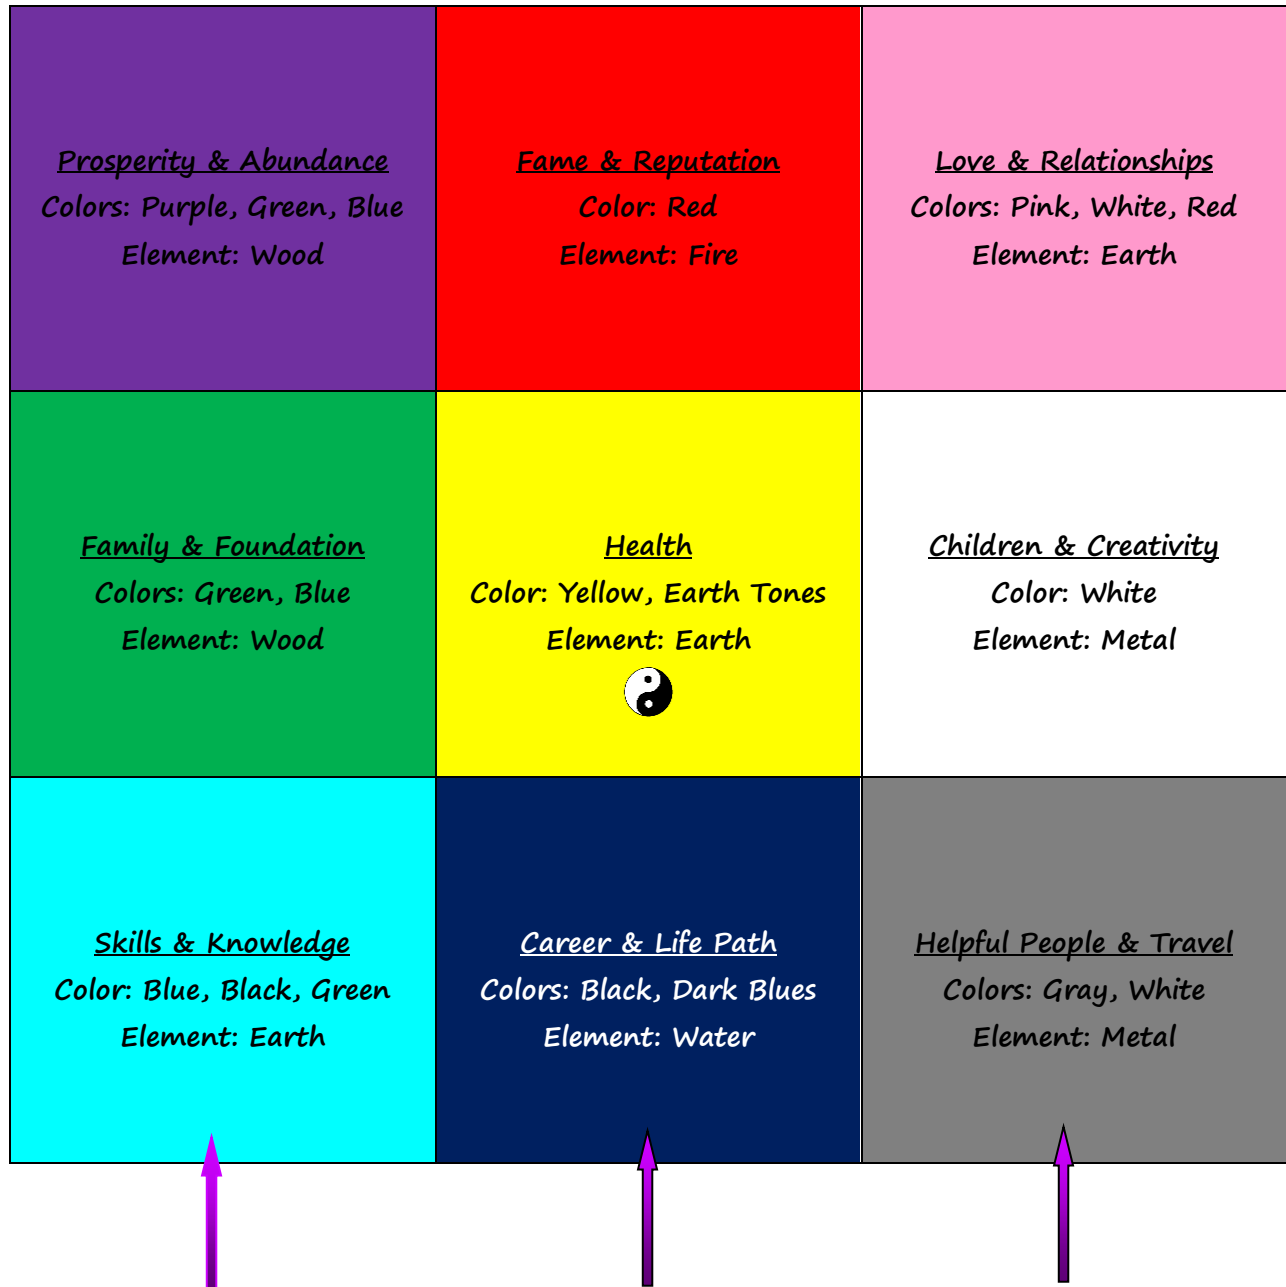 Prosperity & Abundance
Colors: Purple, Green, Blue
Element: Wood
Fame & Reputation
Color: Red
Element: Fire
Love & Relationships
Colors: Pink, White, Red
Element: Earth
Family & Foundation
Colors: Green, Blue
Element: Wood
Health
Color: Yellow, Earth Tones
Element: Earth
Children & Creativity
Color: White
Element: Metal
Skills & Knowledge
Color: Blue, Black, Green
Element: Earth
Career & Life Path
Colors: Black, Dark Blues
Element: Water
Helpful People & Travel
Colors: Gray, White
Element: Metal